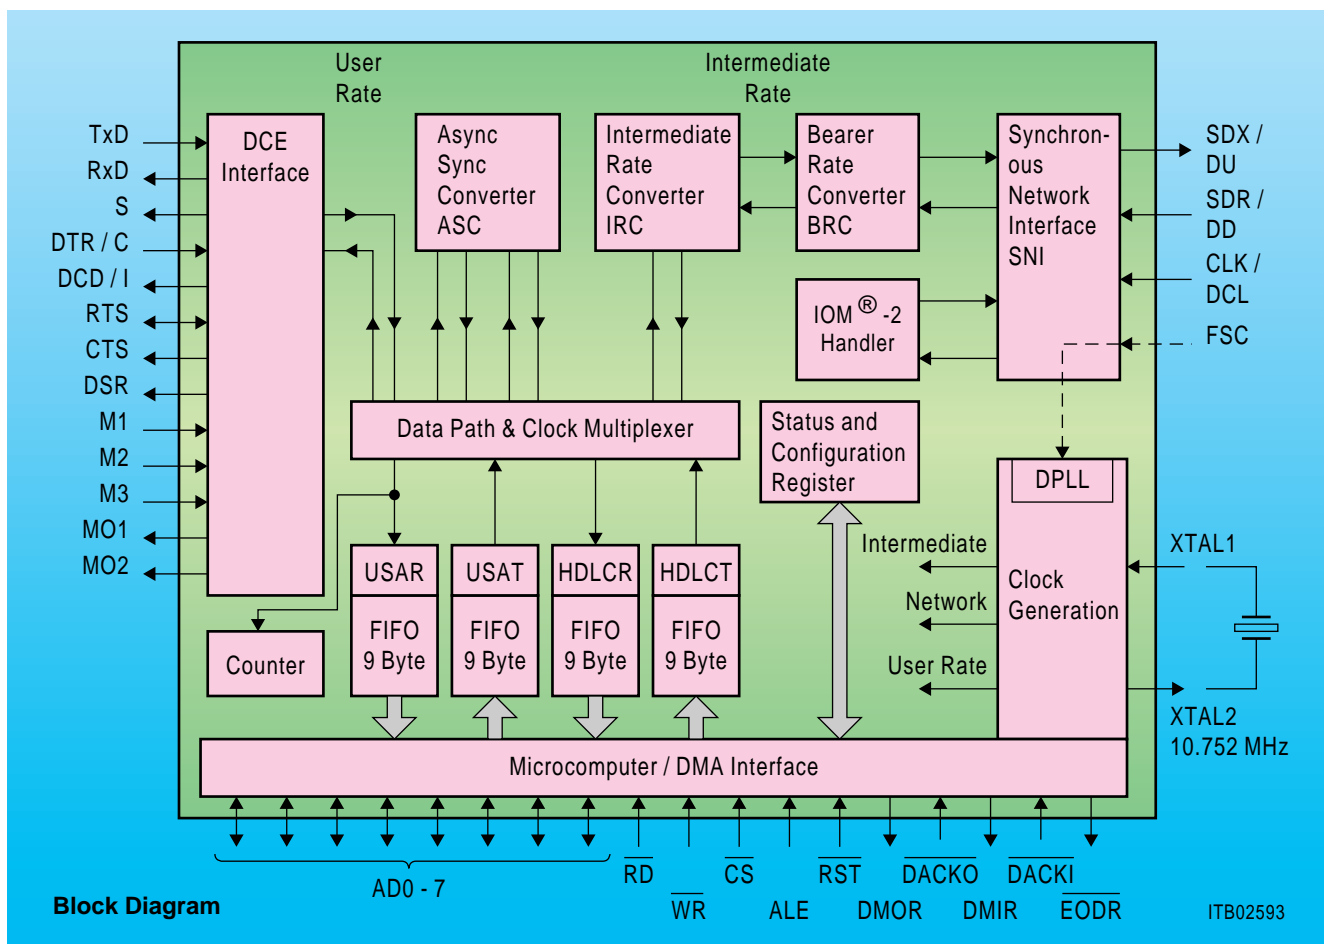 User
Rate
Intermediate
Rate
TxD
RxD
S
DTR / C
DCD / I
RTS
CTS
DSR
M1
M2
M3
MO1
MO2
DCE
Interface
Async
Sync
Converter
ASC
Intermediate
Rate
Converter
IRC
Bearer
Rate
Converter
BRC
Synchron-
ous
Network
Interface
SNI
SDX /
DU
SDR /
DD
CLK /
DCL
FSC
IOM ® -2
Handler
Data Path & Clock Multiplexer
Status and
Configuration
Register
DPLL
Clock
Generation
Intermediate
Network
User Rate
XTAL1
XTAL2
10.752 MHz
USAR
FIFO
9 Byte
USAT
FIFO
9 Byte
HDLCR
FIFO
9 Byte
HDLCT
FIFO
9 Byte
Counter
Microcomputer / DMA Interface
AD0 - 7
RD
WR
CS
ALE
RST
DMOR
DACKO
DMIR
DACKI
EODR
Block Diagram
ITB02593